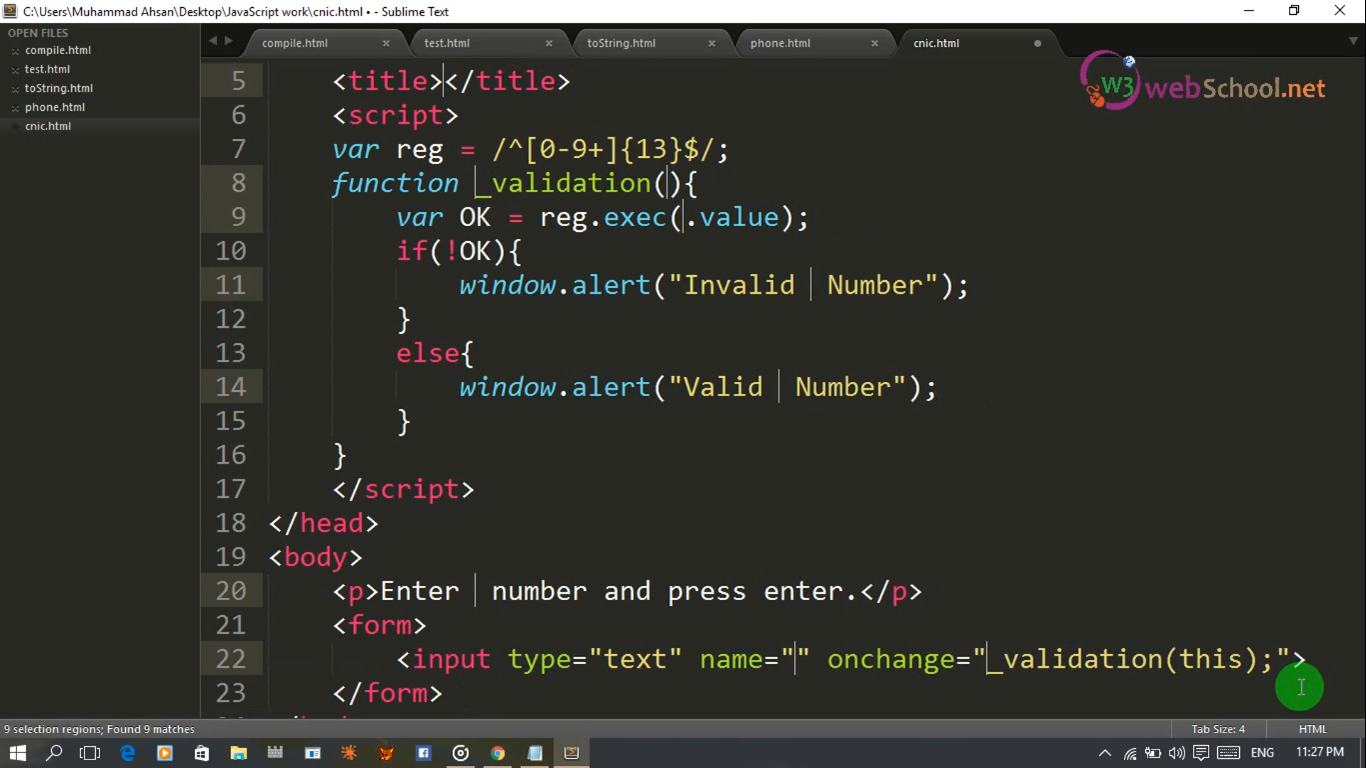 C:\Users\Muhammad Ahsan\Desktop\JavaScript work\cnic.html • - Sublime Text
OPEN FILES
compile.html
test.html
toString.html
phone.html
cnic.html
compile.html test.html toString.html phone.html cnic.html
W3 webSchool.net
5 <title></title>
6 <script>
7 var reg = /^[0-9+]{13}$/;
8 function _validation(){
9 var OK = reg.exec(.value);
10 if(!OK){
11 window.alert("Invalid  Number");
12 }
13 else{
14 window.alert("Valid  Number");
15 }
16 }
17 </script>
18 </head>
19 <body>
20 <p>Enter  number and press enter.</p>
21 <form>
22 <input type="text" name="" onchange="_validation(this);">
23 </form>
9 selection regions; Found 9 matches Tab Size: 4 HTML
ENG 11:27 PM